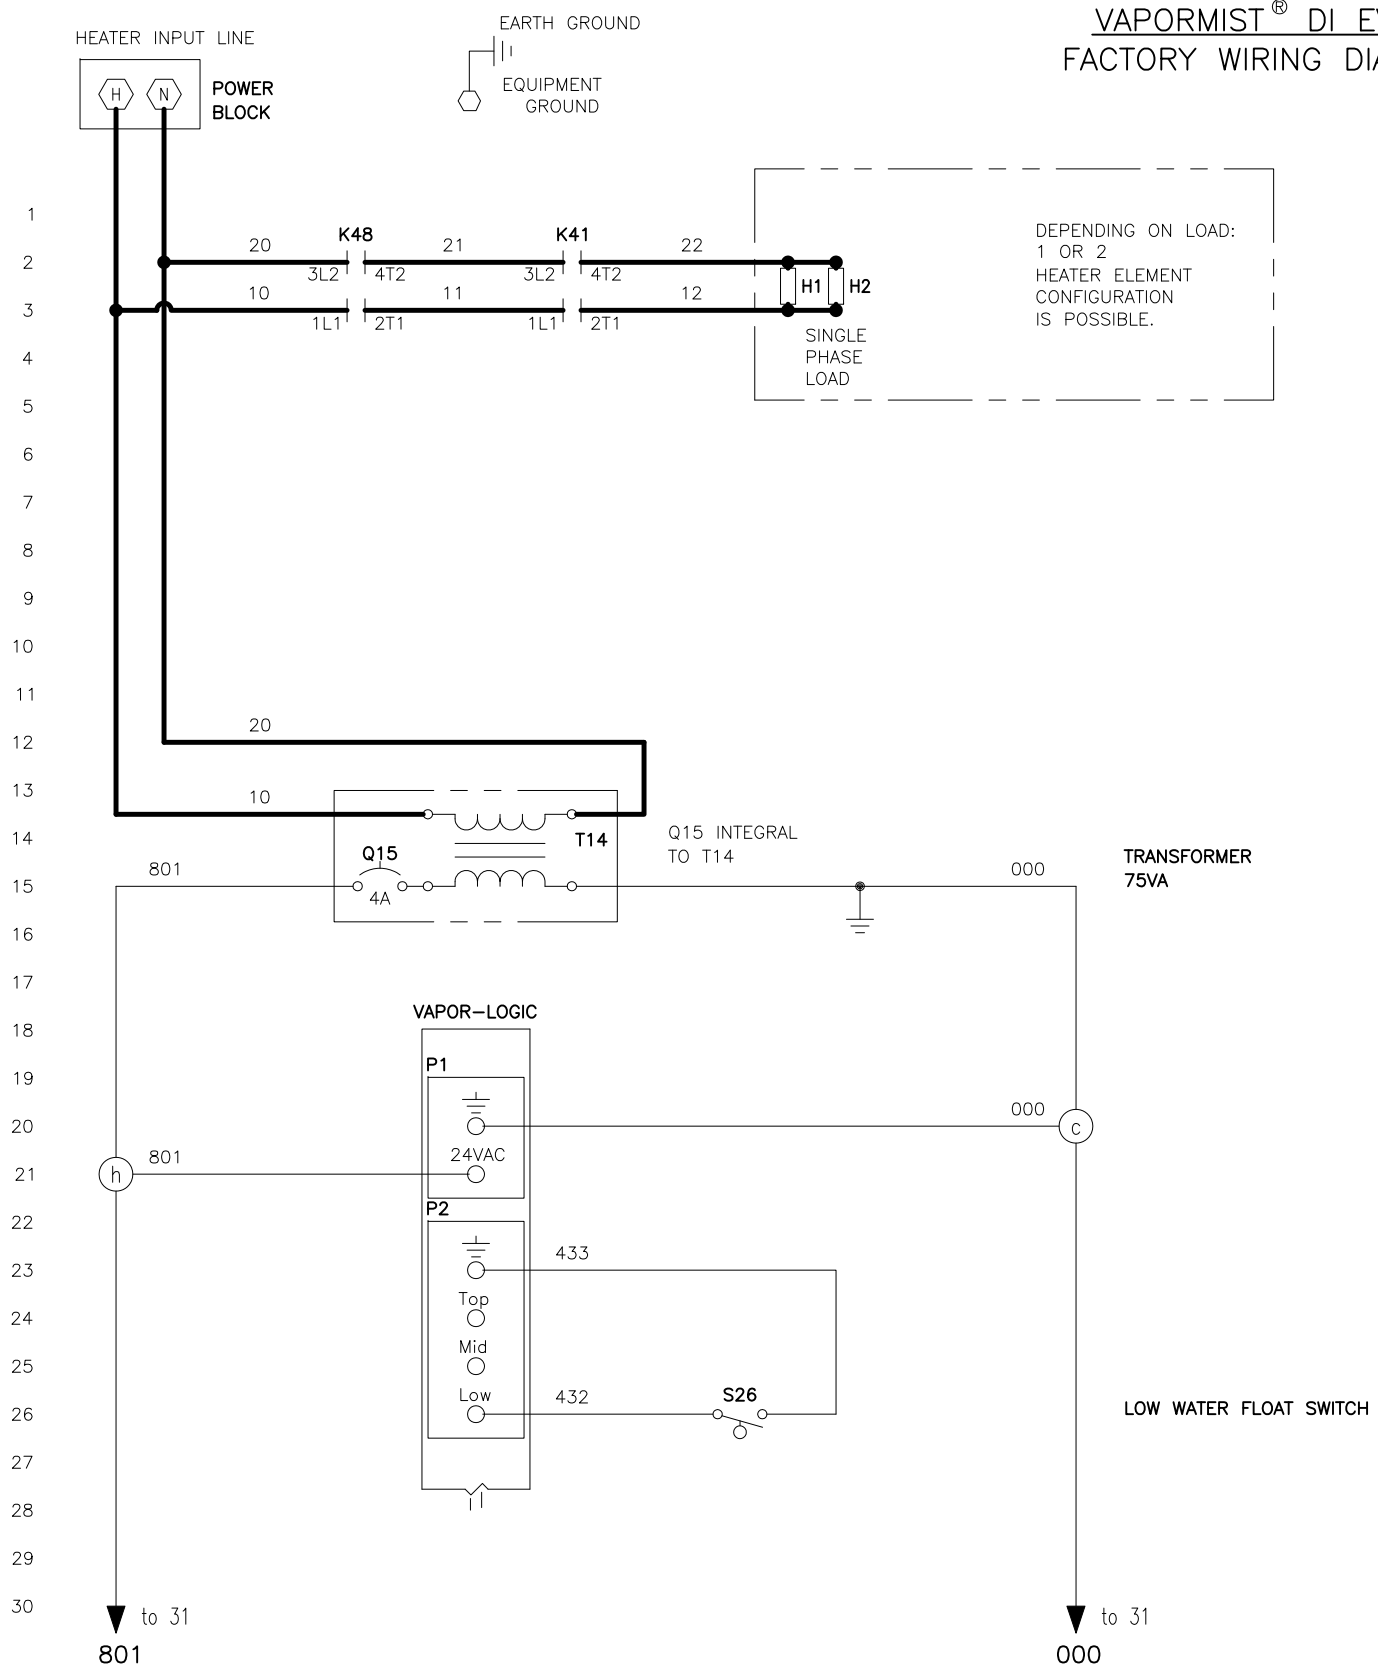 VAPORMIST® DI
FACTORY WIRING
HEATER INPUT LINE
H N
POWER
BLOCK
EARTH GROUND
EQUIPMENT
GROUND
1
2
3
4
5
6
7
8
9
10
11
12
13
14
15
16
17
18
19
20
21
22
23
24
25
26
27
28
29
30
20 K48 21 K41 22
3L2 4T2 3L2 4T2
10 11 12
1L1 2T1 1L1 2T1
H1 H2
SINGLE
PHASE
LOAD
DEPENDING ON LOAD:
1 OR 2
HEATER ELEMENT
CONFIGURATION
IS POSSIBLE.
20
10
T14
Q15 INTEGRAL
TO T14
Q15
4A
801
000
TRANSFORMER
75VA
VAPOR-LOGIC
P1
000
c
24VAC
801
h
P2
433
Top
Mid
Low
432
S26
LOW WATER FLOAT SWITCH
to 31
801
to 31
000